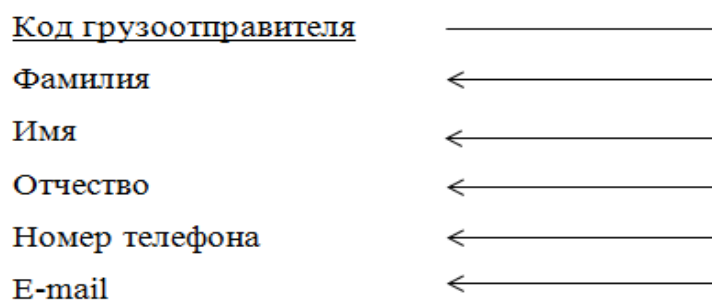 Код грузоотправителя
Фамилия
Имя
Отчество
Номер телефона
E-mail